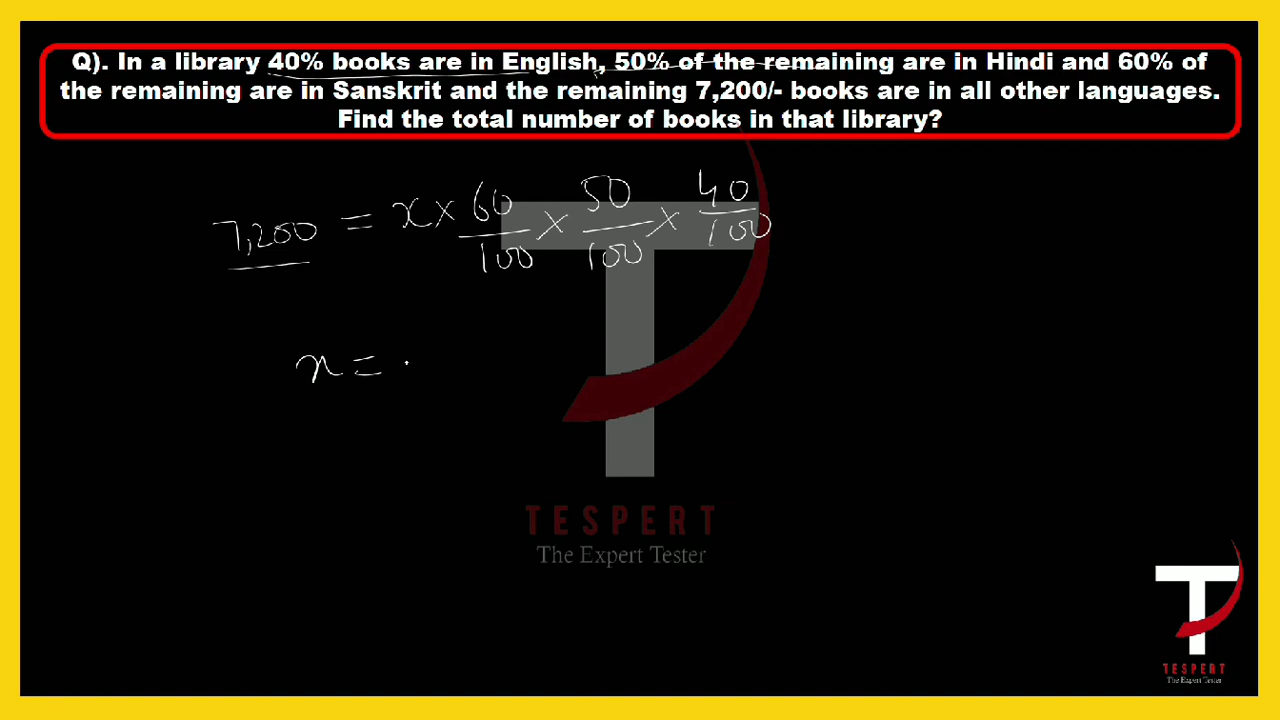 Q). In a library 40% books are in English, 50% of the remaining are in Hindi and 60% of
the remaining are in Sanskrit and the remaining 7,200/- books are in all other languages.
Find the total number of books in that library?
7,200 = x × 60/100 × 50/100 × 40/100
x =
TESPERT
The Expert Tester
TESPERT
The Expert Tester